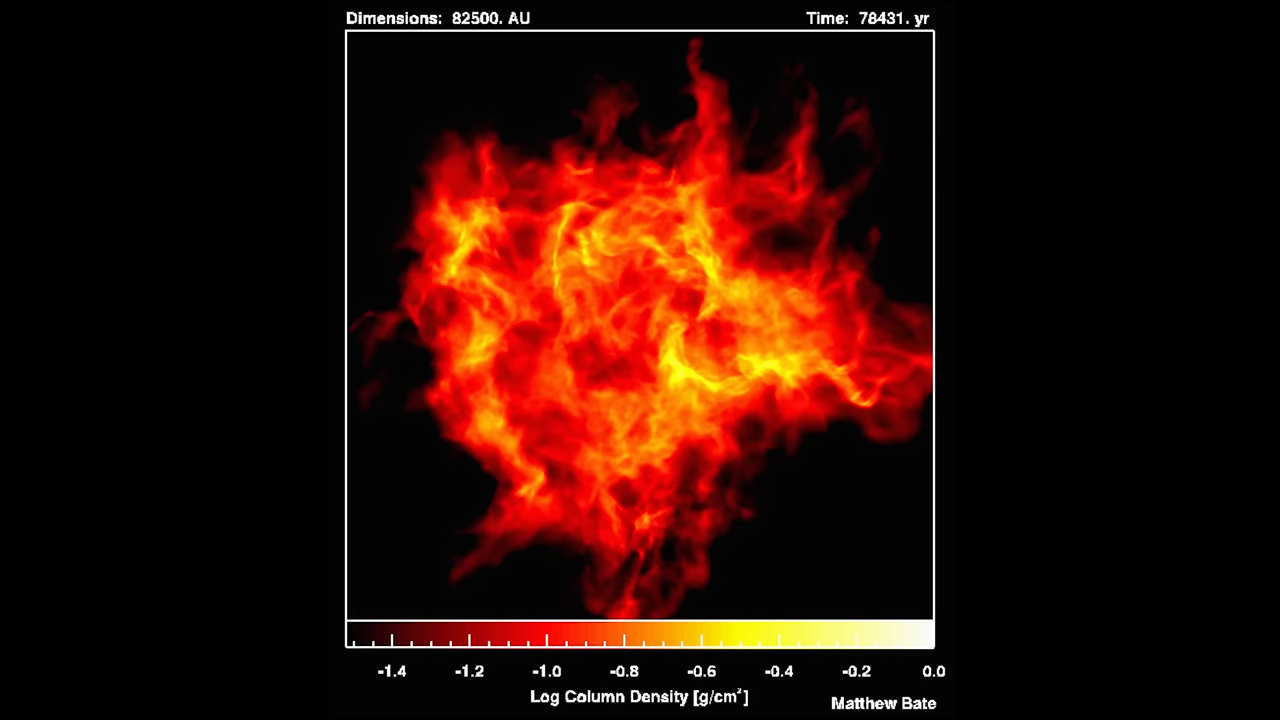 Dimensions: 82500. AU
Time: 78431. yr
-1.4 -1.2 -1.0 -0.8 -0.6 -0.4 -0.2 0.0
Log Column Density [g/cm²]
Matthew Bate